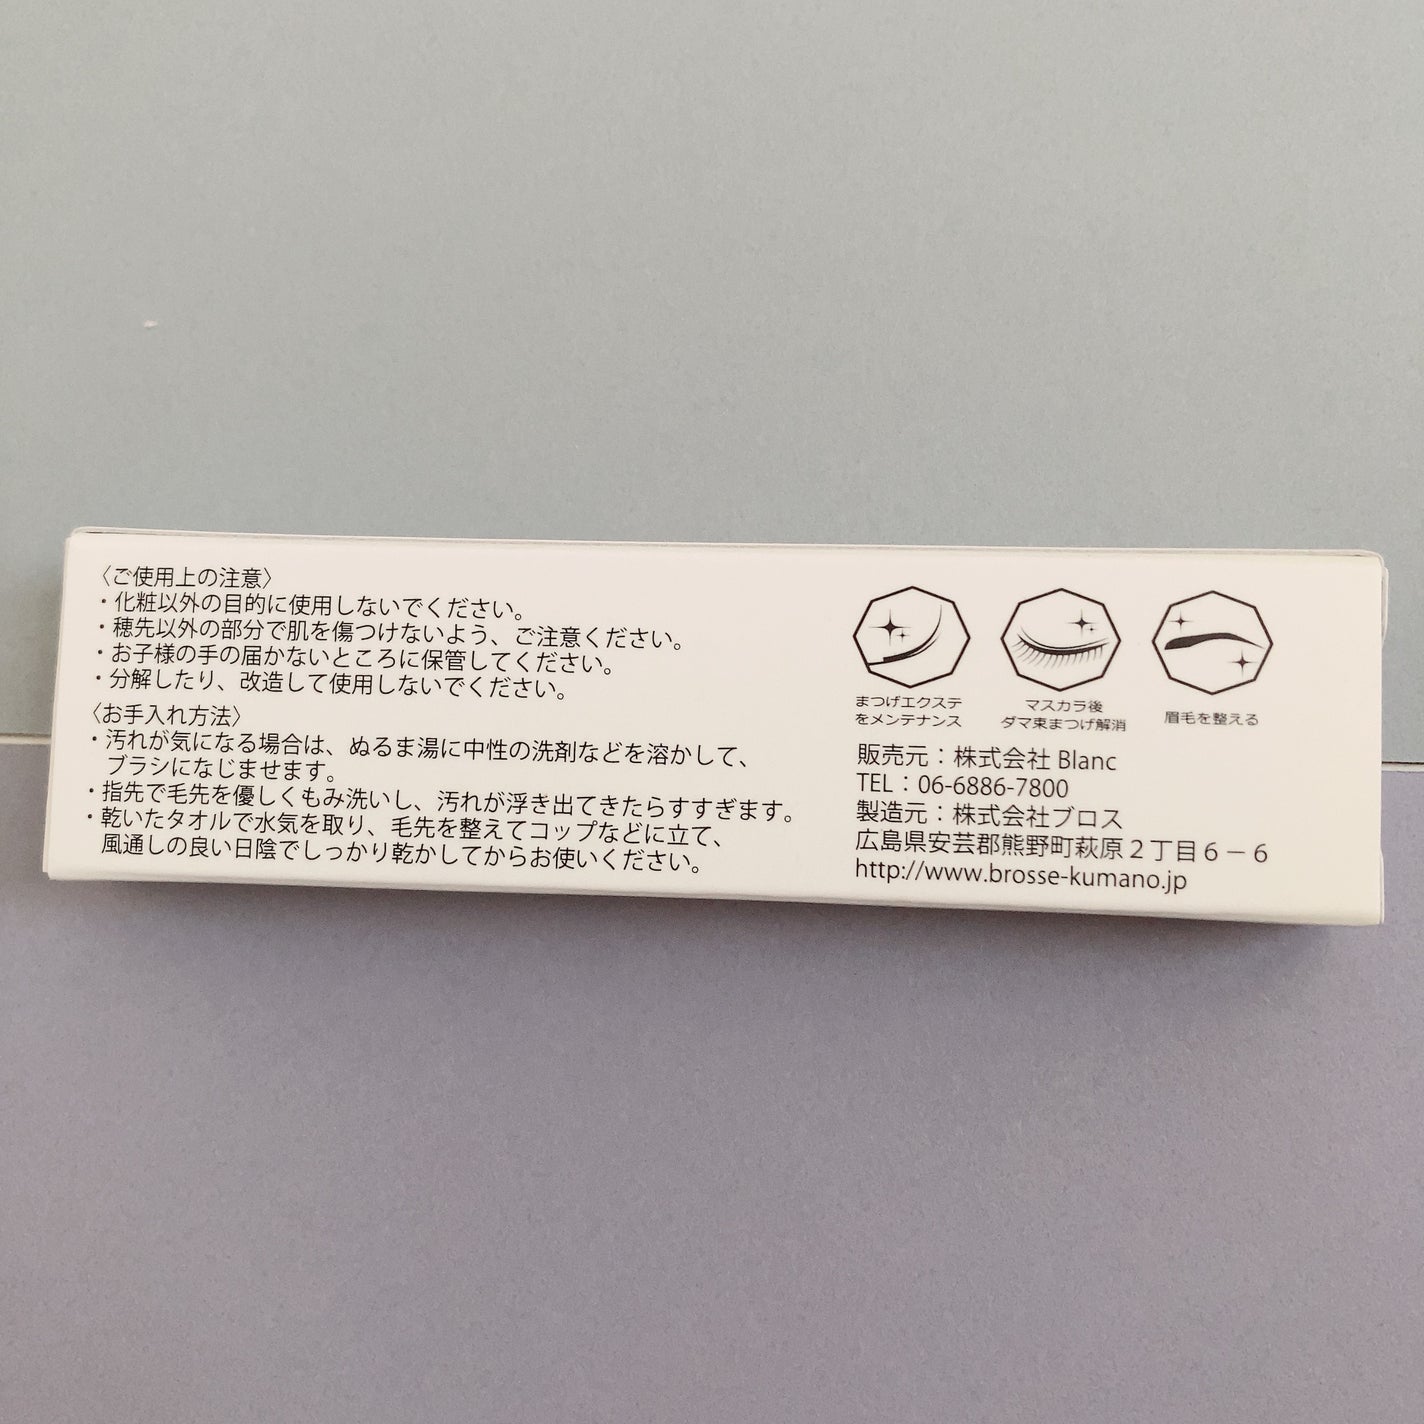 〈ご使用上の注意〉
・化粧以外の目的に使用しないでください。
・穂先以外の部分で肌を傷つけないよう、ご注意ください。
・お子様の手の届かないところに保管してください。
・分解したり、改造して使用しないでください。
〈お手入れ方法〉
・汚れが気になる場合は、ぬるま湯に中性の洗剤などを溶かして、
ブラシになじませます。
・指先で毛先を優しくもみ洗いし、汚れが浮き出てきたらすすぎます。
・乾いたタオルで水気を取り、毛先を整えてコップなどに立て、
風通しの良い日陰でしっかり乾かしてからお使いください。
まつげエクステ
をメンテナンス
マスカラ後
ダマ束まつげ解消
眉毛を整える
販売元：株式会社 Blanc
TEL：06-6886-7800
製造元：株式会社ブロス
広島県安芸郡熊野町萩原２丁目６－６
http://www.brosse-kumano.jp